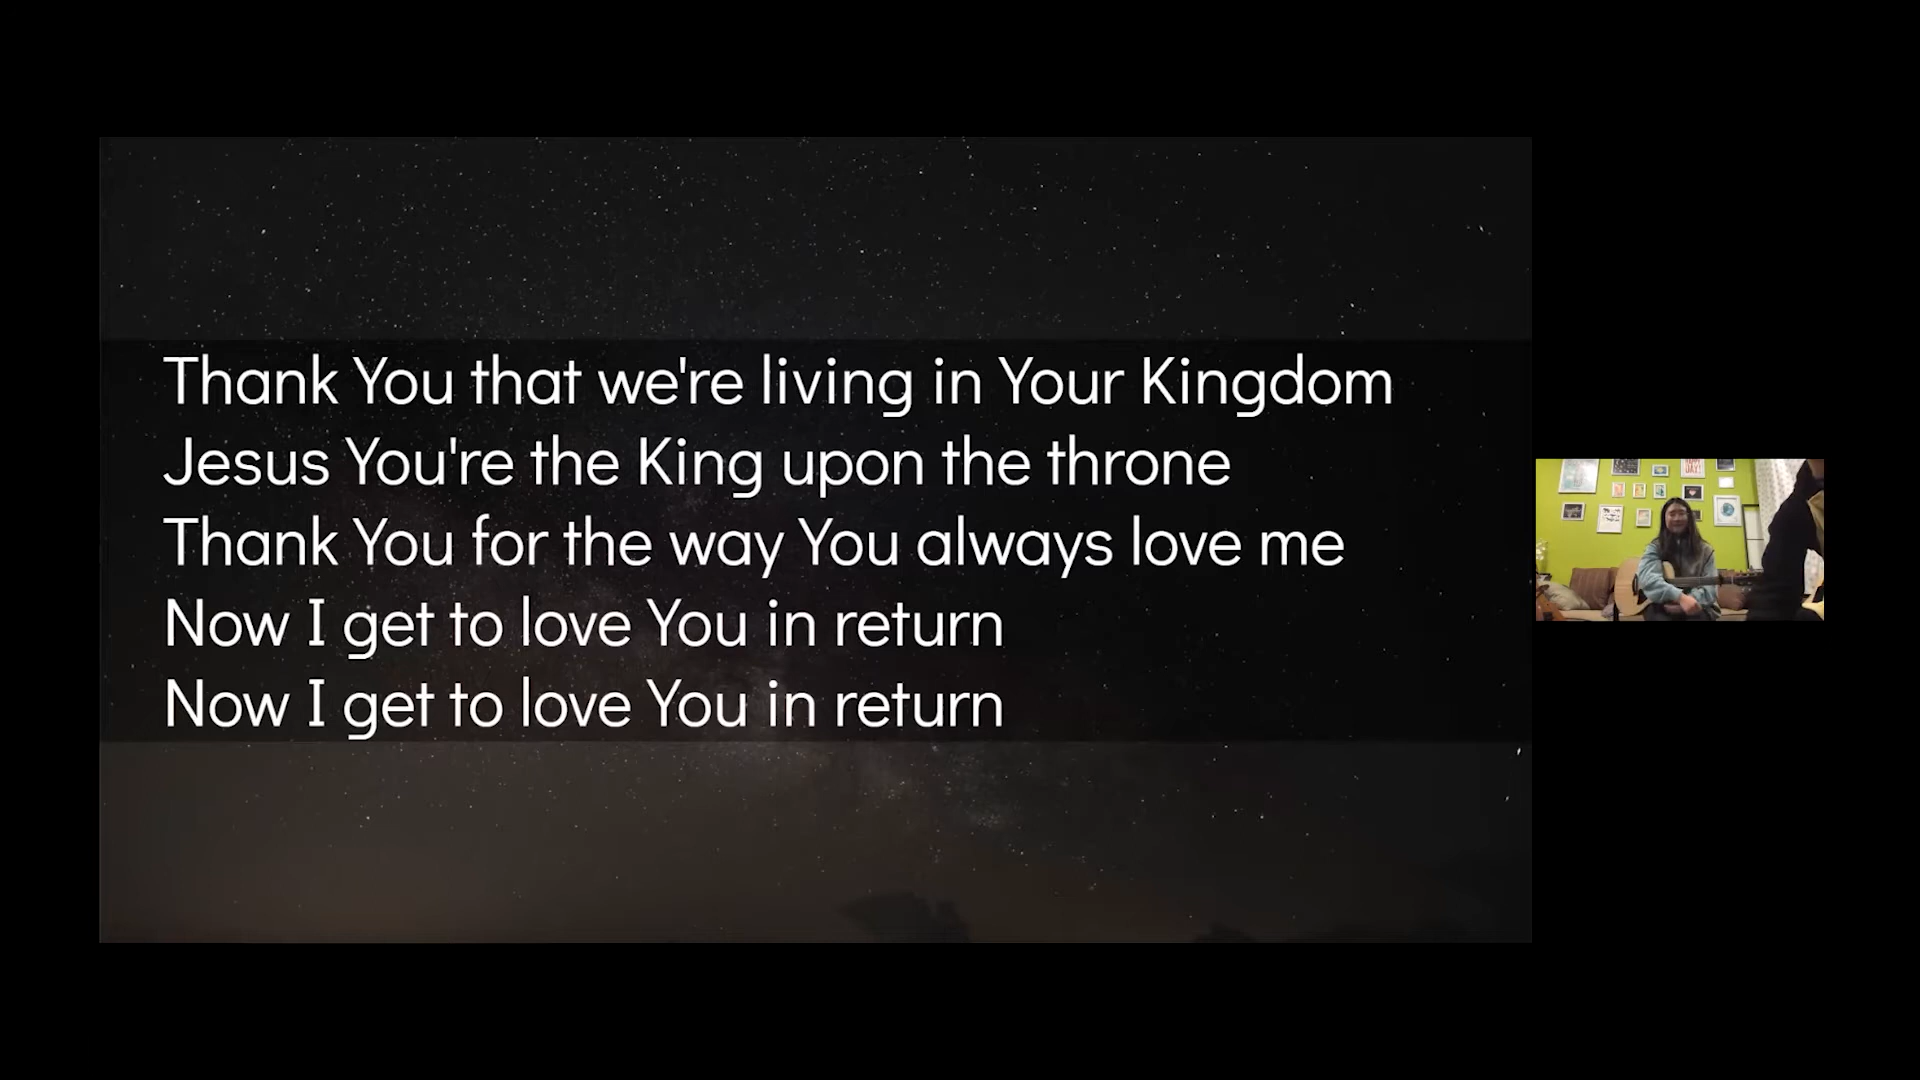 Thank You that we're living in Your Kingdom
Jesus You're the King upon the throne
Thank You for the way You always love me
Now I get to love You in return
Now I get to love You in return